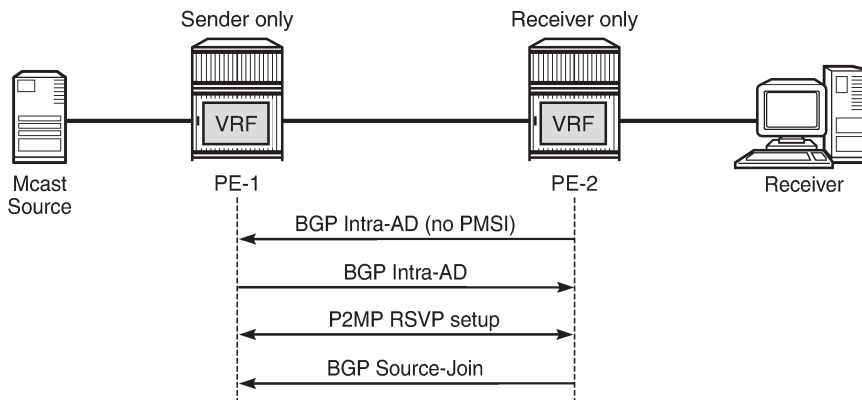 Sender only
Receiver only
VRF
VRF
Mcast
Source
PE-1
PE-2
Receiver
BGP Intra-AD (no PMSI)
BGP Intra-AD
P2MP RSVP setup
BGP Source-Join